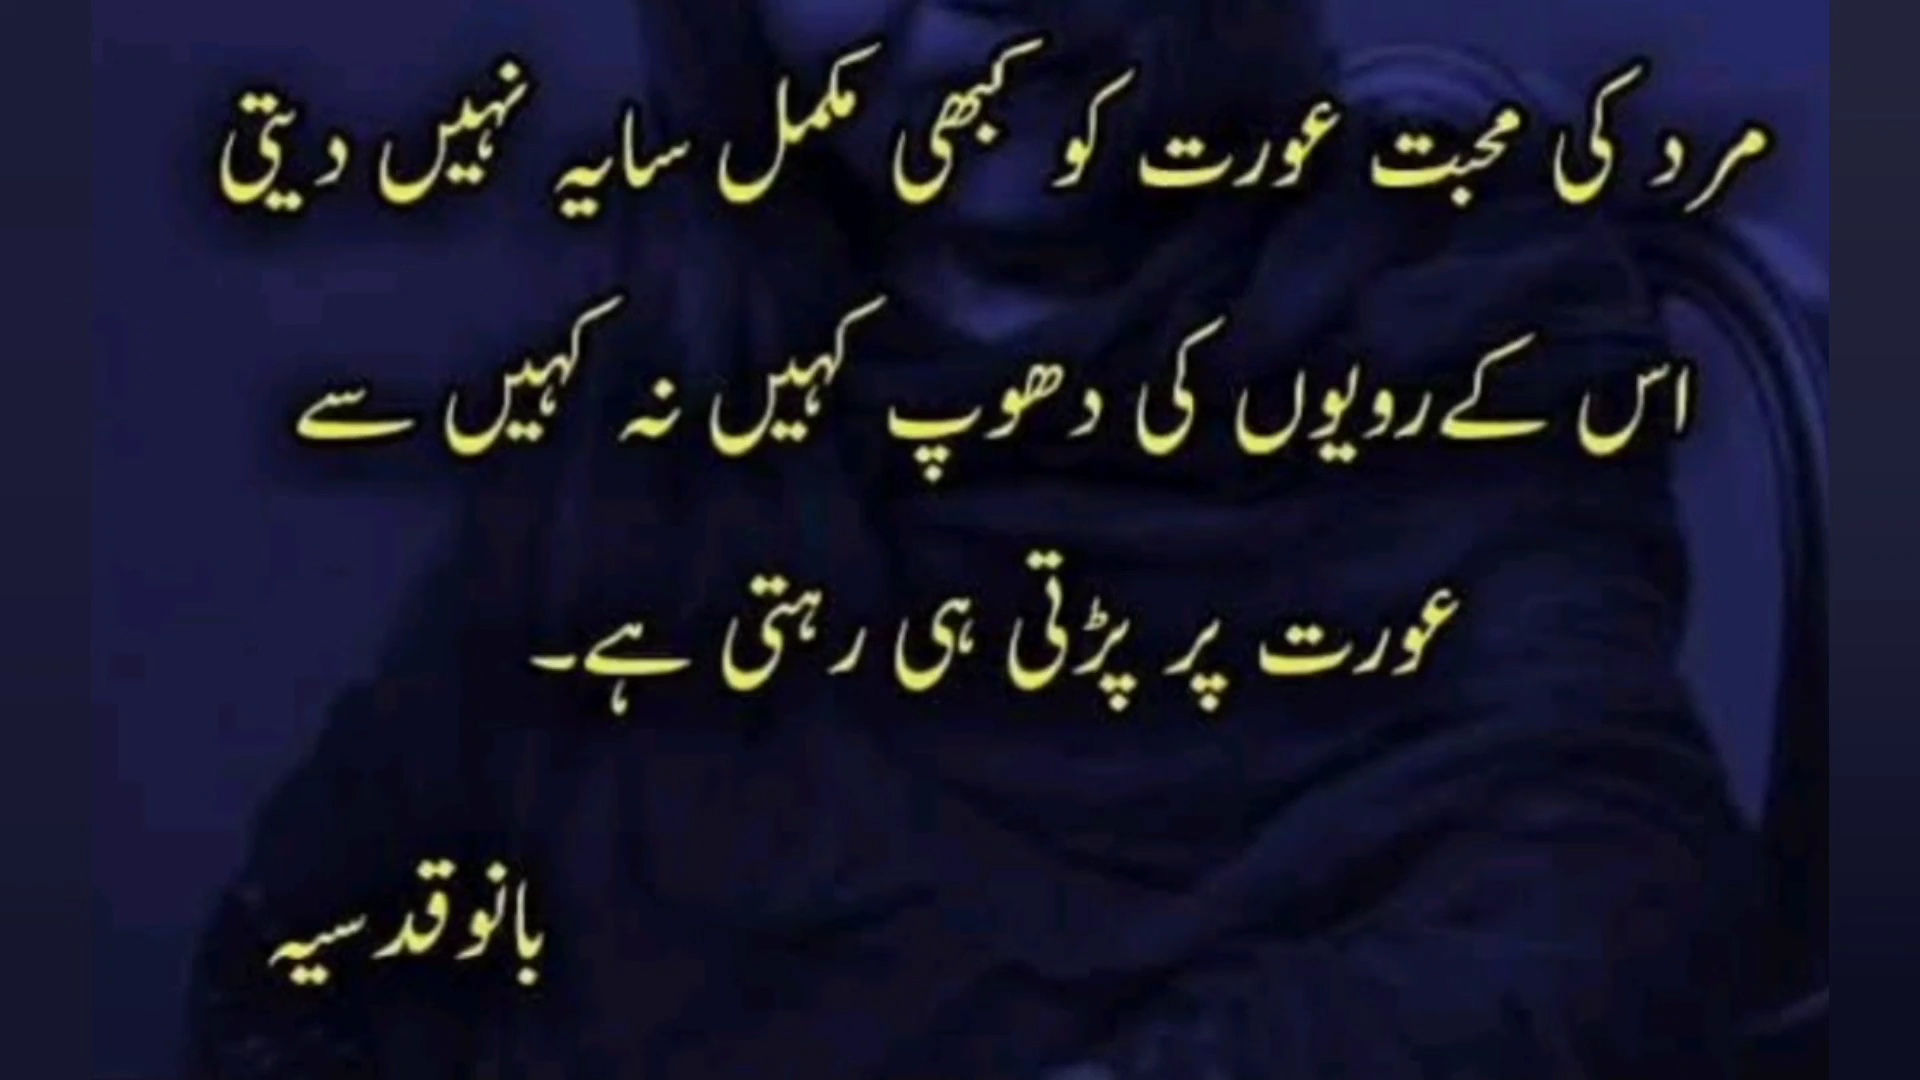 مرد کی محبت عورت کو کبھی مکمل سایہ نہیں دیتی
اس کے رویوں کی دھوپ کہیں نہ کہیں سے
عورت پر پڑتی ہی رہتی ہے۔
بانو قدسیہ